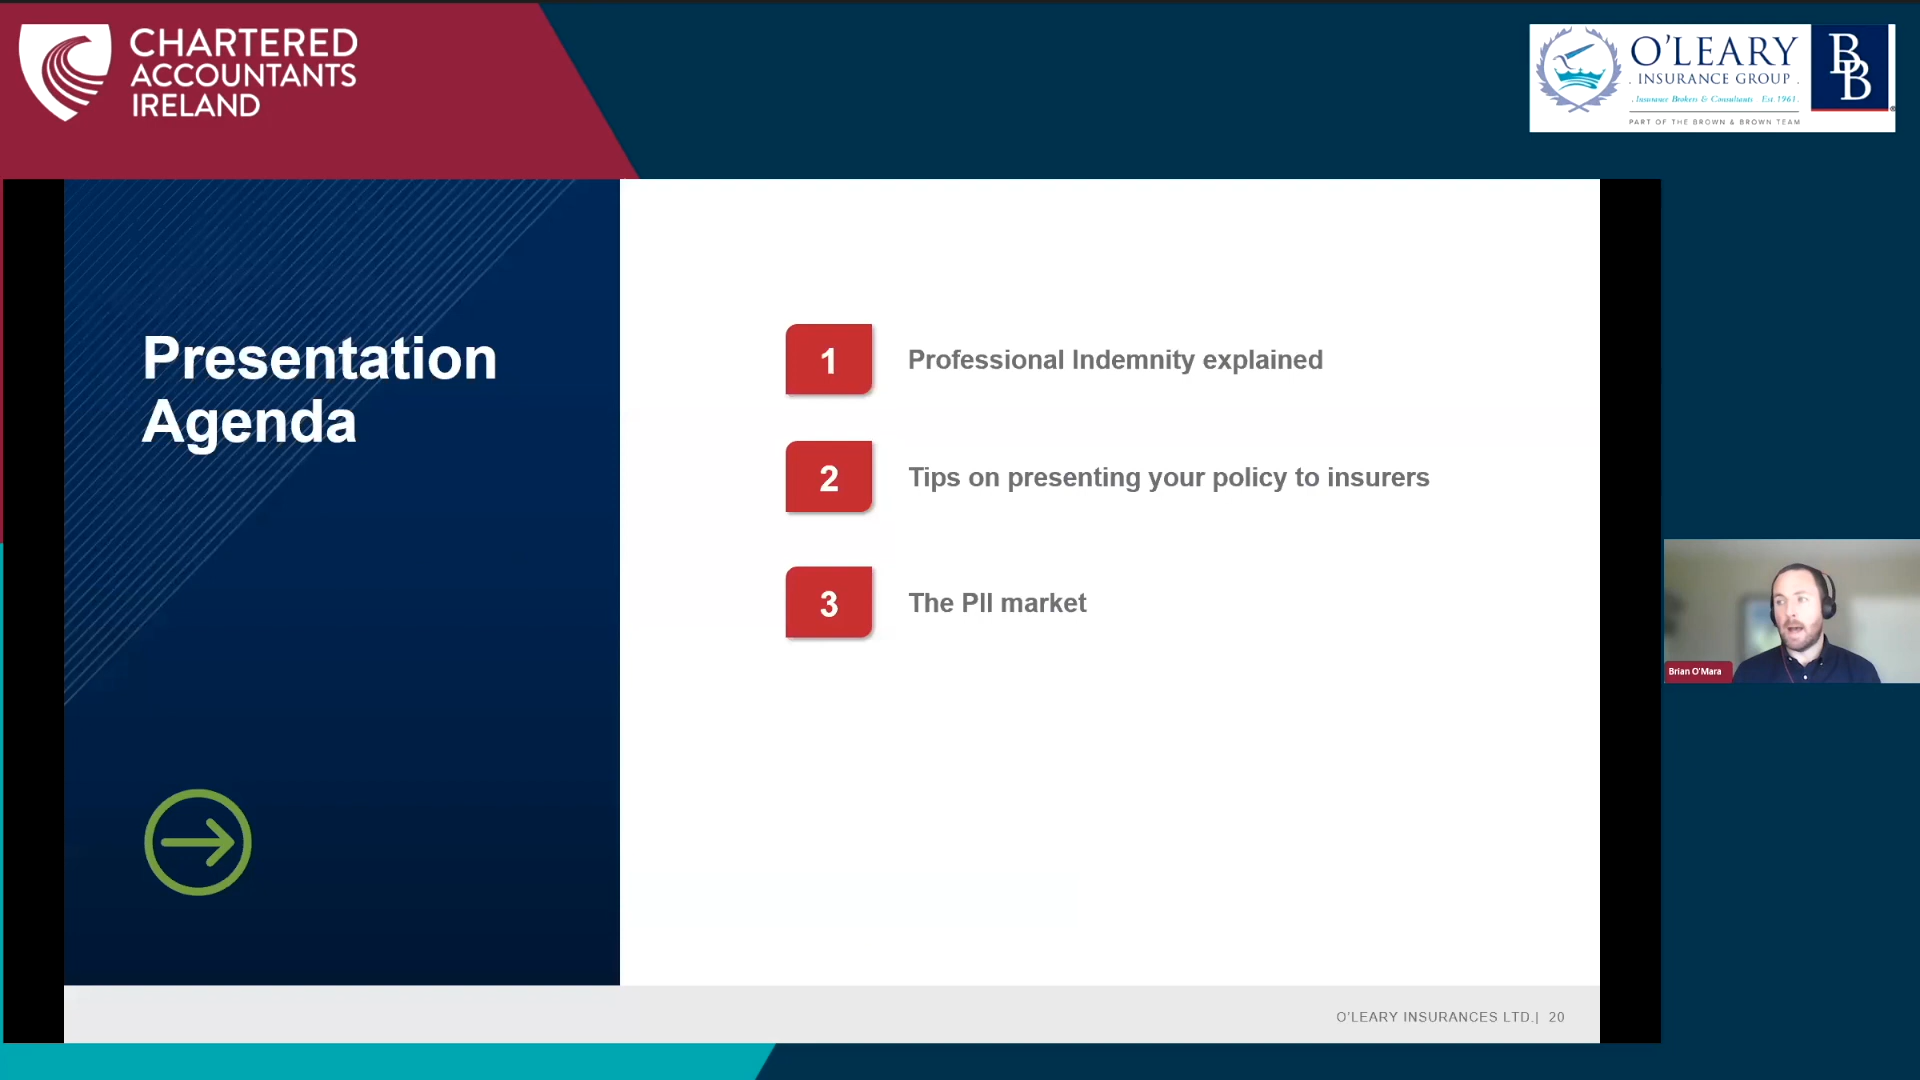 CHARTERED
ACCOUNTANTS
IRELAND
O'LEARY
INSURANCE GROUP
Insurance Brokers & Consultants Est. 1961
PART OF THE BROWN & BROWN TEAM
BB
Presentation
Agenda
1
Professional Indemnity explained
2
Tips on presenting your policy to insurers
3
The PII market
Brian O'Mara
O'LEARY INSURANCES LTD.| 20